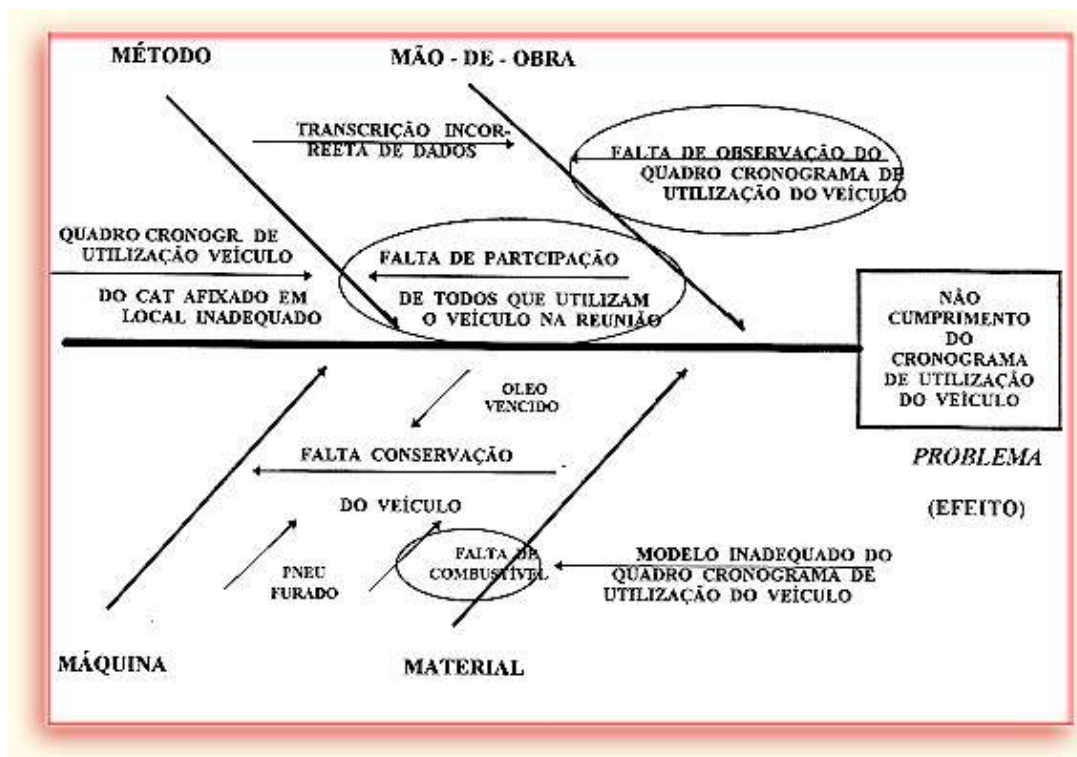 MÉTODO
MÃO - DE - OBRA
TRANSCRIÇÃO INCOR-
REETA DE DADOS
FALTA DE OBSERVAÇÃO DO
QUADRO CRONOGRAMA DE
UTILIZAÇÃO DO VEÍCULO
QUADRO CRONOGR. DE
UTILIZAÇÃO VEÍCULO
DO CAT AFIXADO EM
LOCAL INADEQUADO
FALTA DE PARTCIPAÇÃO
DE TODOS QUE UTILIZAM
O VEÍCULO NA REUNIÃO
NÃO
CUMPRIMENTO
DO
CRONOGRAMA
DE UTILIZAÇÃO
DO VEÍCULO
PROBLEMA
(EFEITO)
OLEO
VENCIDO
FALTA CONSERVAÇÃO
DO VEÍCULO
PNEU
FURADO
FALTA DE
COMBUSTÍVEL
MODELO INADEQUADO DO
QUADRO CRONOGRAMA DE
UTILIZAÇÃO DO VEÍCULO
MÁQUINA
MATERIAL